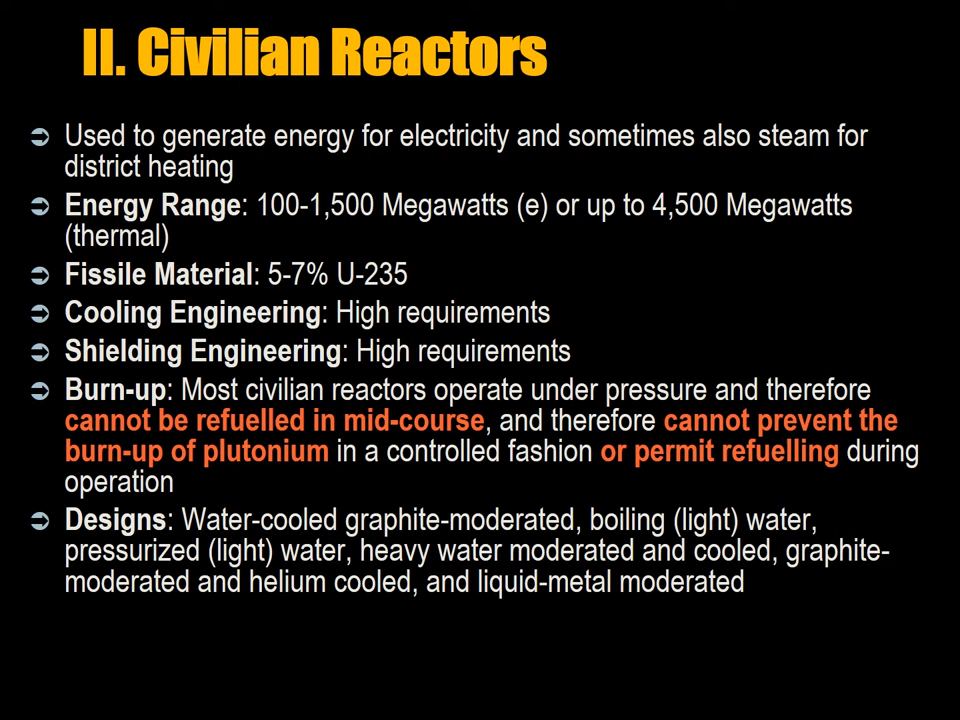 II. Civilian Reactors
Used to generate energy for electricity and sometimes also steam for
district heating
Energy Range: 100-1,500 Megawatts (e) or up to 4,500 Megawatts
(thermal)
Fissile Material: 5-7% U-235
Cooling Engineering: High requirements
Shielding Engineering: High requirements
Burn-up: Most civilian reactors operate under pressure and therefore
cannot be refuelled in mid-course, and therefore cannot prevent the
burn-up of plutonium in a controlled fashion or permit refuelling during
operation
Designs: Water-cooled graphite-moderated, boiling (light) water,
pressurized (light) water, heavy water moderated and cooled, graphite-
moderated and helium cooled, and liquid-metal moderated